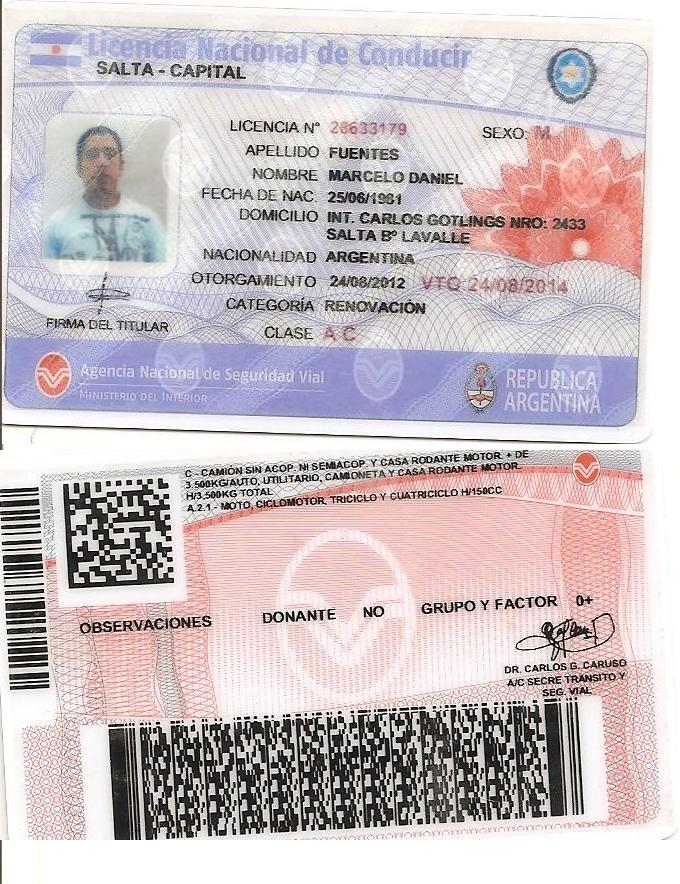 Licencia Nacional de Conducir
SALTA - CAPITAL
LICENCIA Nº 28633179 SEXO: M
APELLIDO FUENTES
NOMBRE MARCELO DANIEL
FECHA DE NAC. 25/06/1981
DOMICILIO INT. CARLOS GOTLINGS NRO: 2433
SALTA Bº LAVALLE
NACIONALIDAD ARGENTINA
OTORGAMIENTO 24/08/2012 VTO 24/08/2014
CATEGORÍA RENOVACIÓN
FIRMA DEL TITULAR
CLASE A C
Agencia Nacional de Seguridad Vial
MINISTERIO DEL INTERIOR
REPUBLICA
ARGENTINA
C - CAMIÓN SIN ACOP. NI SEMIACOP. Y CASA RODANTE MOTOR. + DE
3.500KG/AUTO, UTILITARIO, CAMIONETA Y CASA RODANTE MOTOR.
H/3.500KG TOTAL
A.2.1 - MOTO, CICLOMOTOR, TRICICLO Y CUATRICICLO H/150CC
OBSERVACIONES DONANTE NO GRUPO Y FACTOR 0+
DR. CARLOS G. CARUSO
A/C SECRE TRANSITO Y
SEG. VIAL